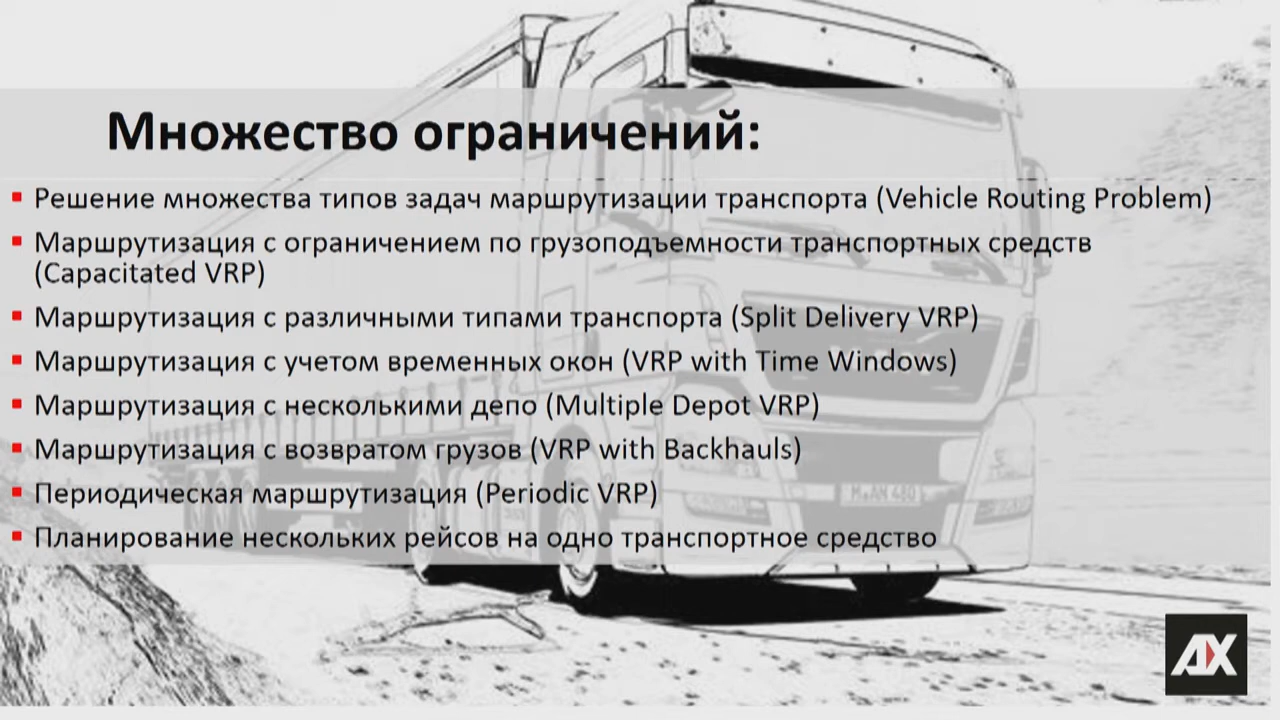 Множество ограничений:
Решение множества типов задач маршрутизации транспорта (Vehicle Routing Problem)
Маршрутизация с ограничением по грузоподъемности транспортных средств
(Capacitated VRP)
Маршрутизация с различными типами транспорта (Split Delivery VRP)
Маршрутизация с учетом временных окон (VRP with Time Windows)
Маршрутизация с несколькими депо (Multiple Depot VRP)
Маршрутизация с возвратом грузов (VRP with Backhauls)
Периодическая маршрутизация (Periodic VRP)
M·AN 480
Планирование нескольких рейсов на одно транспортное средство
AX